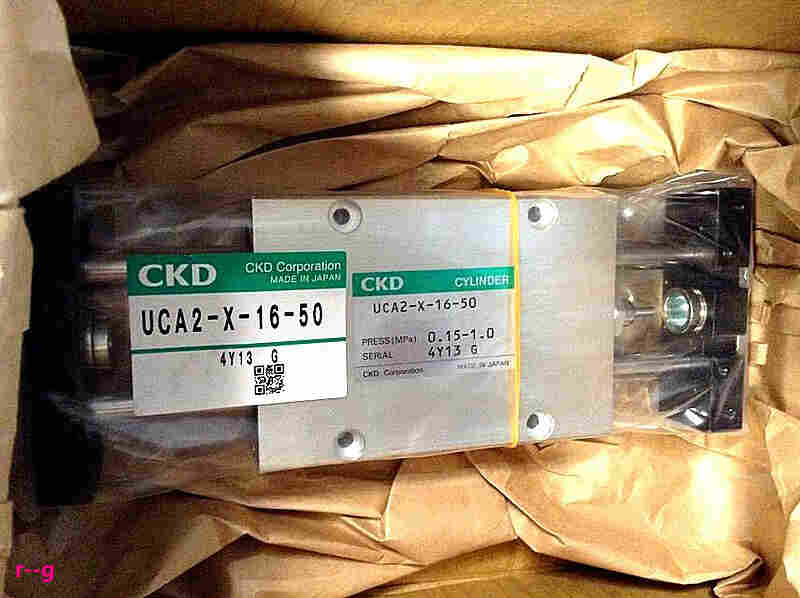 CKD
CKD Corporation
MADE IN JAPAN
UCA2-X-16-50
4Y13 G
CKD CYLINDER
UCA2-X-16-50
PRESS(MPa) 0.15-1.0
SERIAL 4Y13 G
CKD Corporation MADE IN JAPAN
r--g